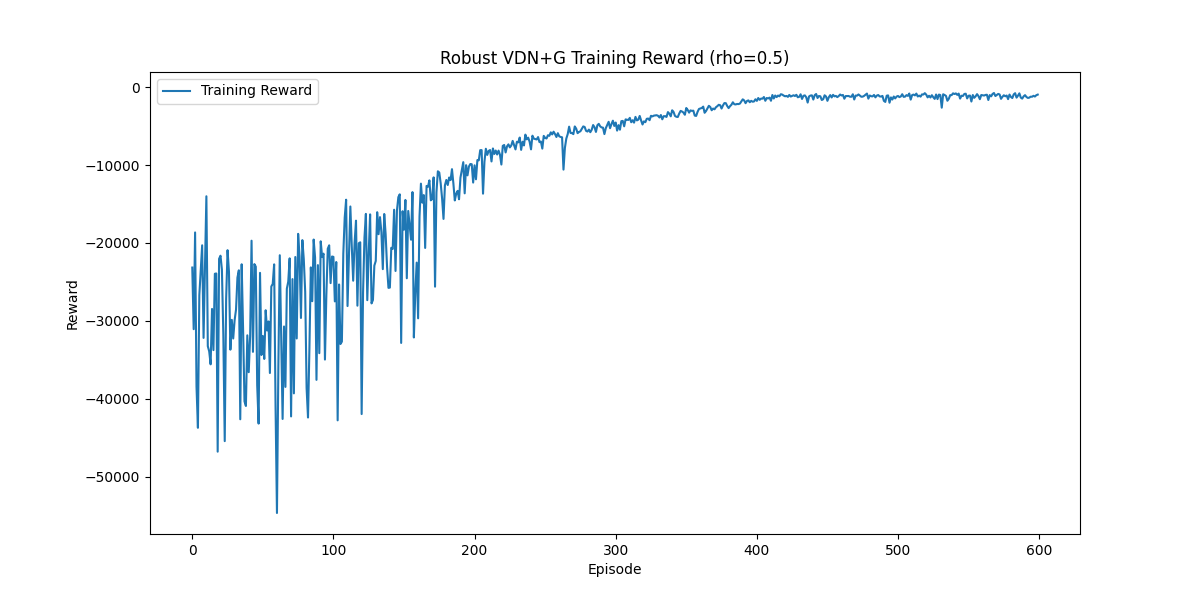 Robust VDN+G Training Reward (rho=0.5)
Training Reward
0
−10000
−20000
−30000
−40000
−50000
Reward
0 100 200 300 400 500 600
Episode